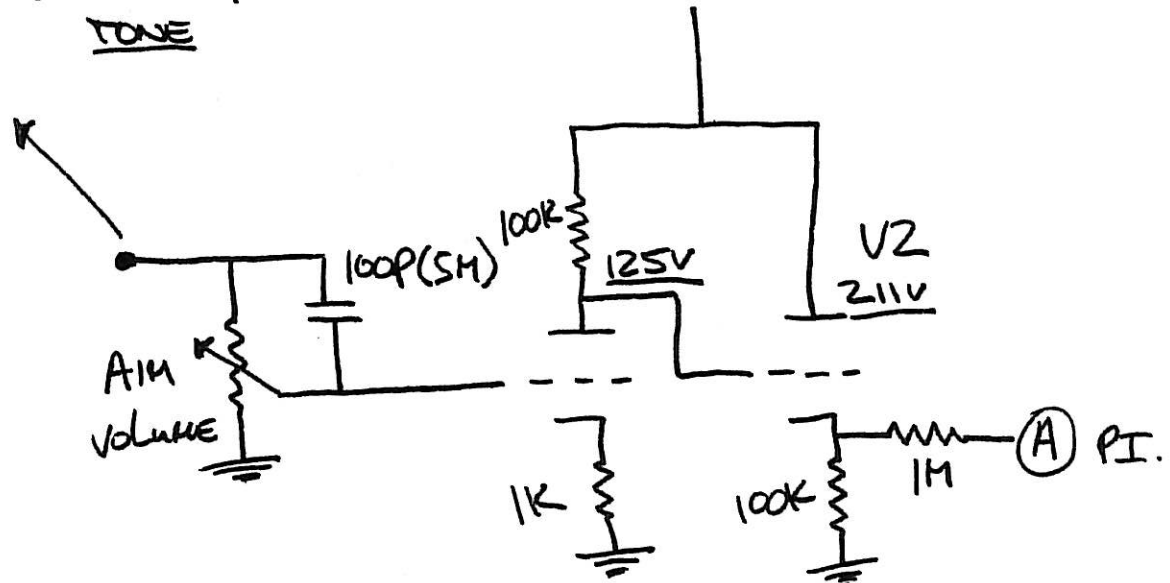 TONE
100K
100P(SM)
125V
V2
211V
A1M
VOLUME
1K
100K
1M
A
PI.